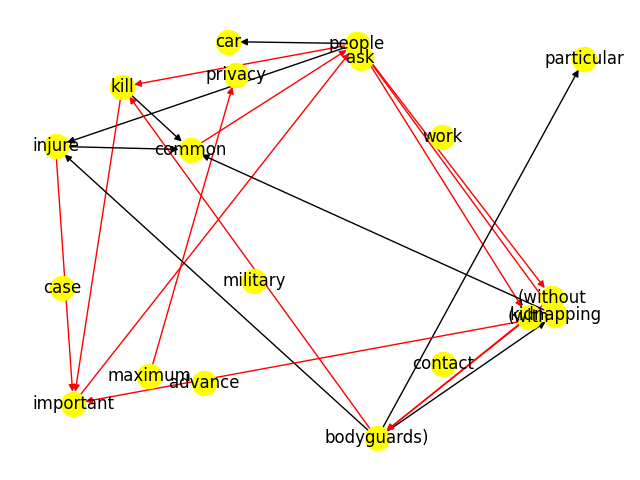 people
car
ask
particular
privacy
kill
work
injure
common
military
case
(without
(with
kidnapping
contact
maximum
advance
important
bodyguards)